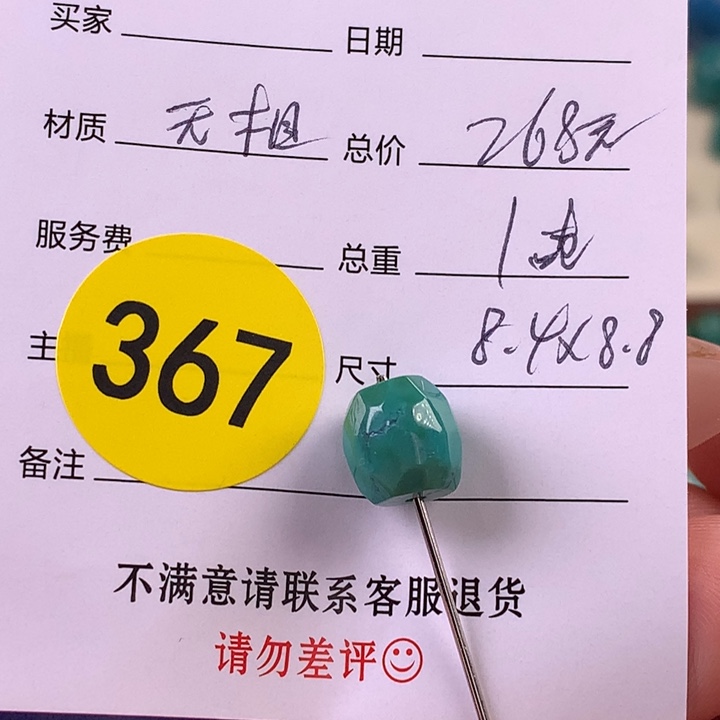 买家 日期
材质 无相 总价 268元
服务费 总重 1克
主 尺寸 8.4×8.8
367
备注
不满意请联系客服退货
请勿差评